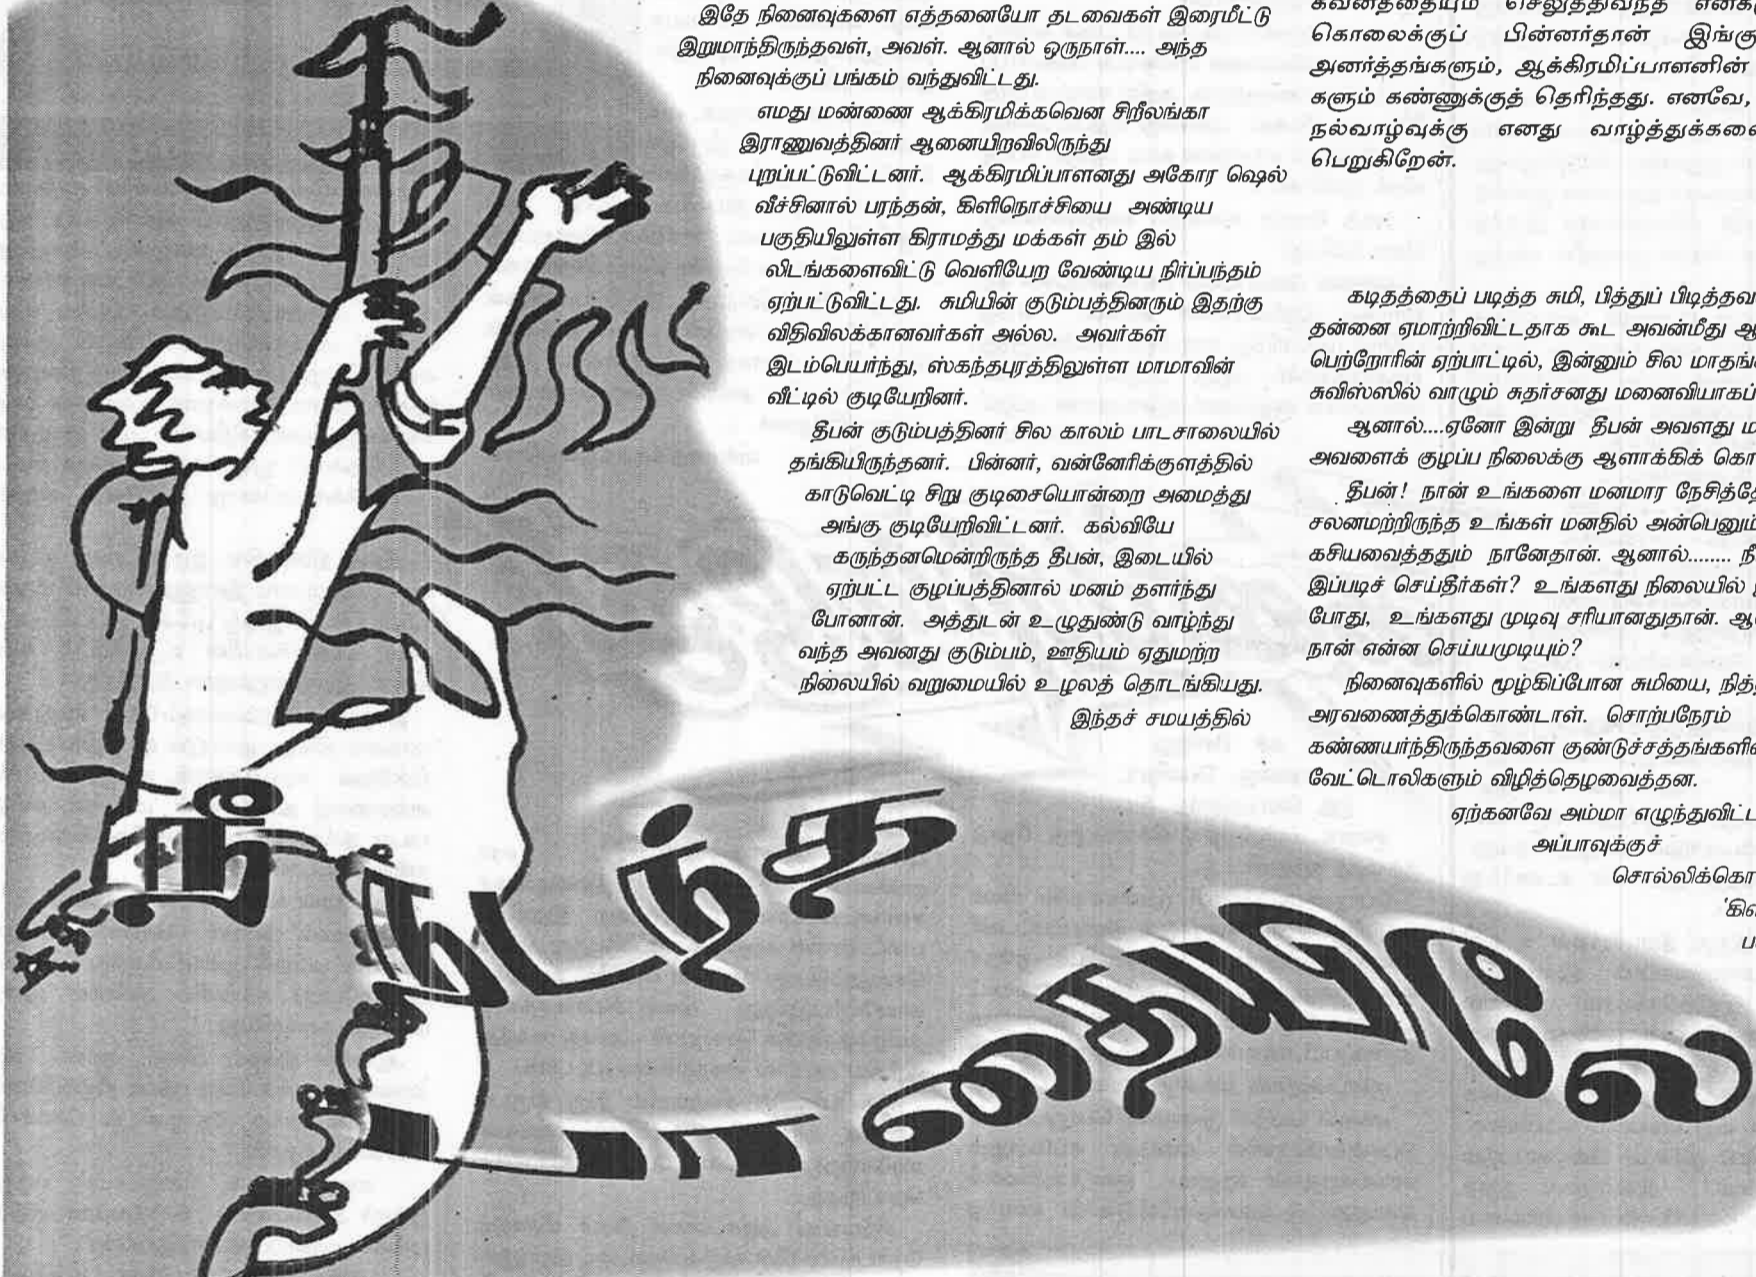 இதே நினைவுகளை எத்தனையோ தடவைகள் இரைமீட்டு
இறுமாந்திருந்தவள், அவள். ஆனால் ஒருநாள்.... அந்த
நினைவுக்குப் பங்கம் வந்துவிட்டது.
எமது மண்ணை ஆக்கிரமிக்கவென சிறீலங்கா
இராணுவத்தினர் ஆனையிறவிலிருந்து
புறப்பட்டுவிட்டனர். ஆக்கிரமிப்பாளனது அகோர ஷெல்
வீச்சினால் பரந்தன், கிளிநொச்சியை அண்டிய
பகுதியிலுள்ள கிராமத்து மக்கள் தம் இல்
லிடங்களைவிட்டு வெளியேற வேண்டிய நிர்ப்பந்தம்
ஏற்பட்டுவிட்டது. சுமியின் குடும்பத்தினரும் இதற்கு
விதிவிலக்கானவர்கள் அல்ல. அவர்கள்
இடம்பெயர்ந்து, ஸ்கந்தபுரத்திலுள்ள மாமாவின்
வீட்டில் குடியேறினர்.
தீபன் குடும்பத்தினர் சில காலம் பாடசாலையில்
தங்கியிருந்தனர். பின்னர், வன்னேரிக்குளத்தில்
காடுவெட்டி சிறு குடிசையொன்றை அமைத்து
அங்கு குடியேறிவிட்டனர். கல்வியே
கருந்தனமென்றிருந்த தீபன், இடையில்
ஏற்பட்ட குழப்பத்தினால் மனம் தளர்ந்து
போனான். அத்துடன் உழுதுண்டு வாழ்ந்து
வந்த அவனது குடும்பம், ஊதியம் ஏதுமற்ற
நிலையில் வறுமையில் உழலத் தொடங்கியது.
இந்தச் சமயத்தில்
கவனத்தையும் செலுத்திவந்த
கொலைக்குப் பின்னர்தான் இங்கு
அனர்த்தங்களும், ஆக்கிரமிப்பாளனின்
களும் கண்ணுக்குத் தெரிந்தது. எனவே,
நல்வாழ்வுக்கு எனது
பெறுகிறேன்.
கடிதத்தைப் படித்த சுமி, பித்துப்
தன்னை ஏமாற்றிவிட்டதாக கூட அவன்மீது
பெற்றோரின் ஏற்பாட்டில், இன்னும் சில
சுவிஸ்ஸில் வாழும் சுதர்சனது மனைவியாகப்
ஆனால்....ஏனோ இன்று தீபன் அவளது
அவளைக் குழப்ப நிலைக்கு ஆளாக்கிக்
தீபன்! நான் உங்களை மனமார
சலனமற்றிருந்த உங்கள் மனதில் அன்பெனும்
கசியவைத்ததும் நானேதான். ஆனால்........
இப்படிச் செய்தீர்கள்? உங்களது நிலையில்
போது, உங்களது முடிவு சரியானதுதான்.
நான் என்ன செய்யமுடியும்?
நினைவுகளில் மூழ்கிப்போன சுமியை,
அரவணைத்துக்கொண்டாள். சொற்பநேரம்
கண்ணயர்ந்திருந்தவளை
வேட்டொலிகளும் விழித்தெழவைத்தன.
ஏற்கனவே அம்மா
அப்பாவுக்குச்
நீ நடந்த
பாதையிலே